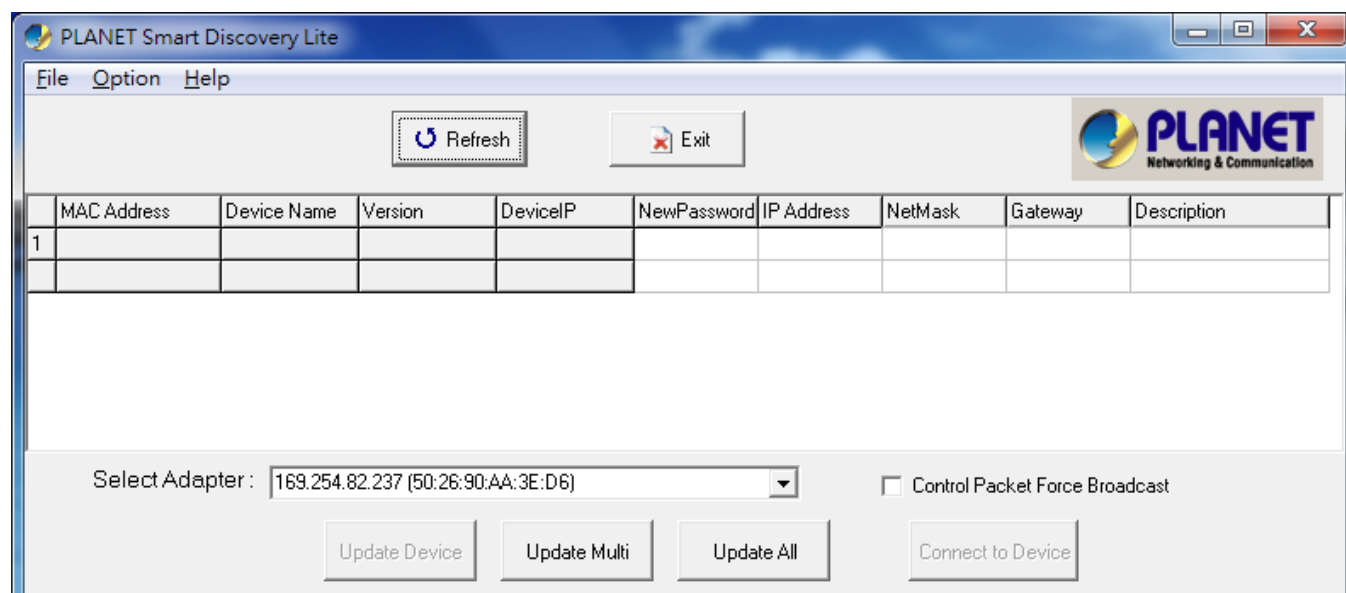 PLANET Smart Discovery Lite
File Option Help
Refresh Exit PLANET
Networking & Communication
MAC Address Device Name Version DeviceIP NewPassword IP Address NetMask Gateway Description
1
Select Adapter : 169.254.82.237 (50:26:90:AA:3E:D6) Control Packet Force Broadcast
Update Device Update Multi Update All Connect to Device